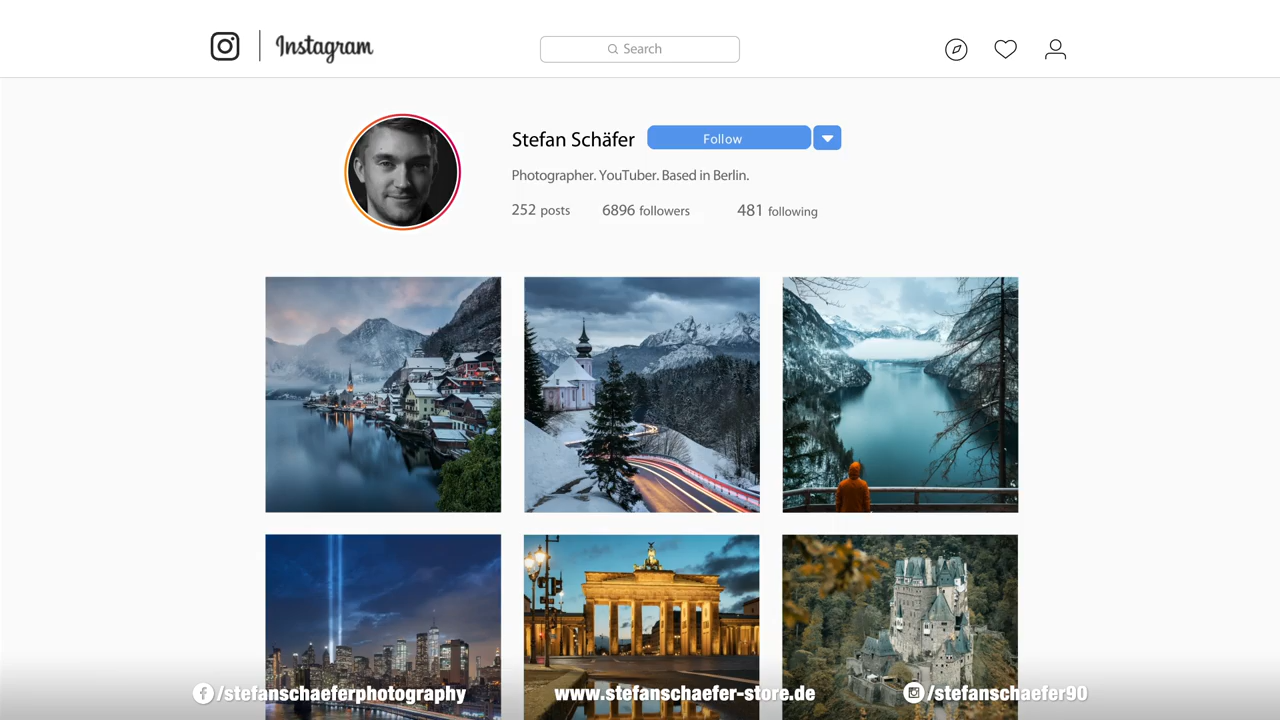 Instagram
Search
Stefan Schäfer
Follow
Photographer. YouTuber. Based in Berlin.
252 posts 6896 followers 481 following
/stefanschaeferphotography www.stefanschaefer-store.de /stefanschaefer90